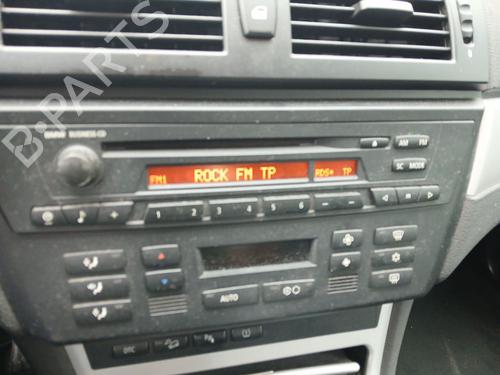 B-PARTS
BUSINESS CD
AM FM
FM1 ROCK FM TP RDS* TP
SC MODE
1 2 3 4 5 6
AUTO
DTC